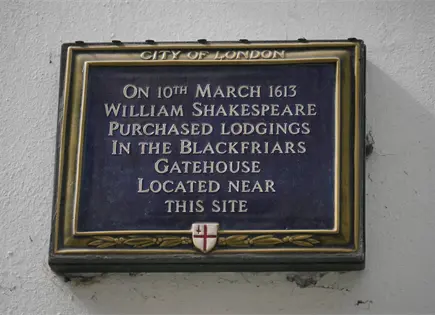 CITY OF LONDON
ON 10TH MARCH 1613
WILLIAM SHAKESPEARE
PURCHASED LODGINGS
IN THE BLACKFRIARS
GATEHOUSE
LOCATED NEAR
THIS SITE